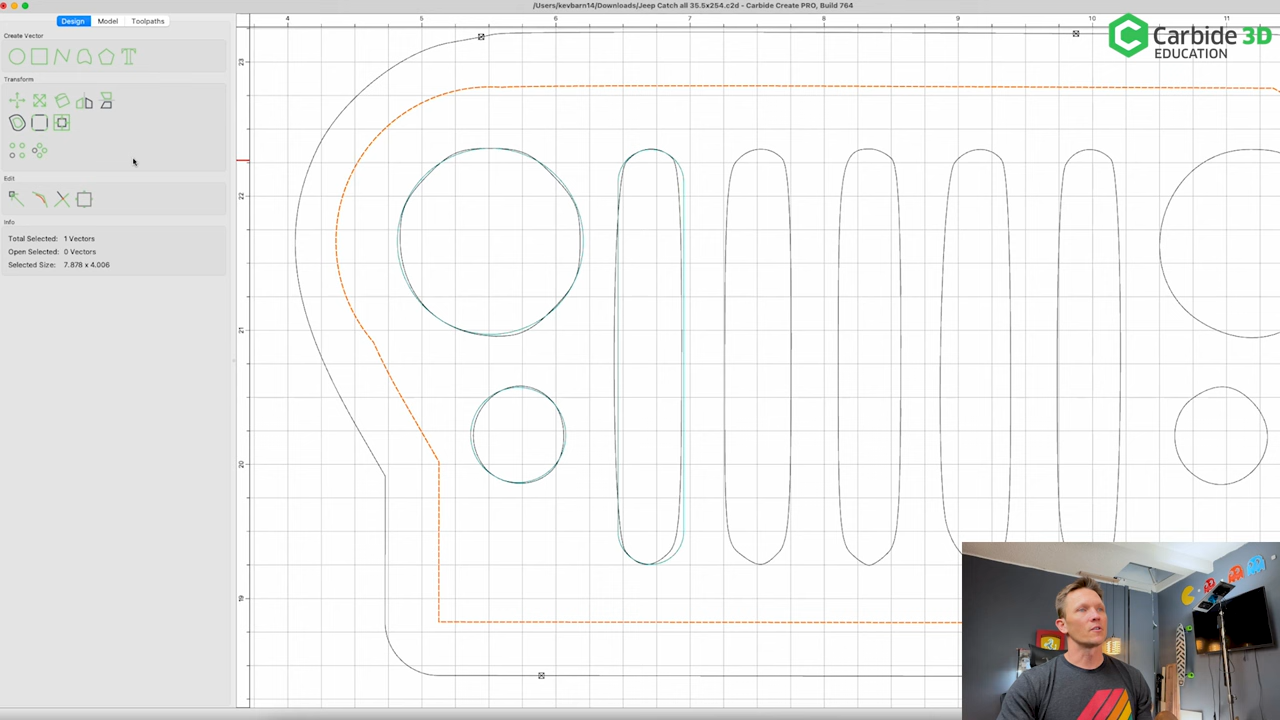 /Users/kevbarn14/Downloads/Jeep Catch all 35.5x254.c2d - Carbide Create PRO, Build 764
Design
Model
Toolpaths
4
5
6
7
8
9
10
11
Carbide 3D
EDUCATION
Create Vector
Transform
Edit
Info
Total Selected: 1 Vectors
Open Selected: 0 Vectors
Selected Size: 7.878 x 4.006
23
22
21
20
19